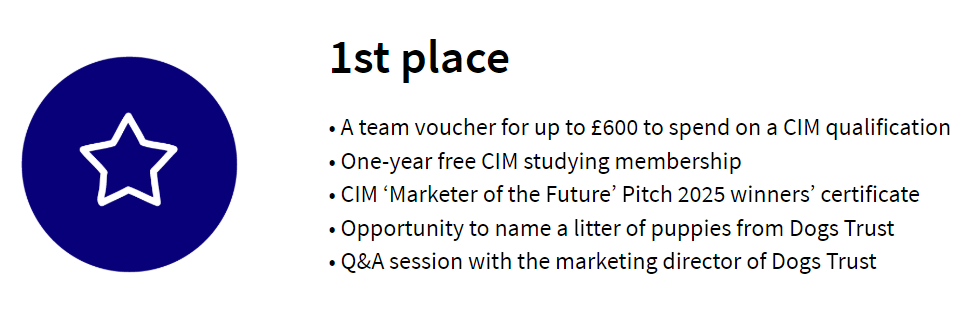 1st place
• A team voucher for up to £600 to spend on a CIM qualification
• One-year free CIM studying membership
• CIM ‘Marketer of the Future’ Pitch 2025 winners’ certificate
• Opportunity to name a litter of puppies from Dogs Trust
• Q&A session with the marketing director of Dogs Trust